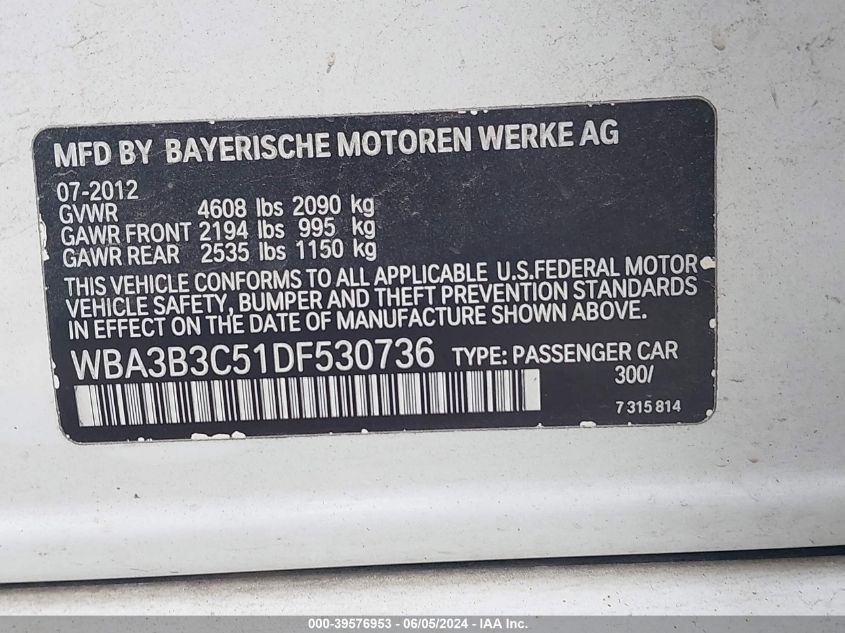 MFD BY BAYERISCHE MOTOREN WERKE AG
07-2012
GVWR 4608 lbs 2090 kg
GAWR FRONT 2194 lbs 995 kg
GAWR REAR 2535 lbs 1150 kg
THIS VEHICLE CONFORMS TO ALL APPLICABLE U.S.FEDERAL MOTOR
VEHICLE SAFETY, BUMPER AND THEFT PREVENTION STANDARDS
IN EFFECT ON THE DATE OF MANUFACTURE SHOWN ABOVE.
WBA3B3C51DF530736 TYPE: PASSENGER CAR
300/
7 315 814
000-39576953 | 06/05/2024 - IAA Inc.